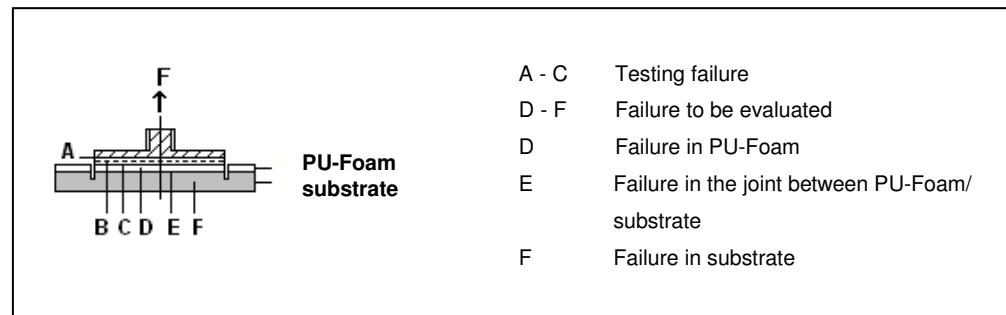 F
A
PU-Foam
substrate
B C D E F
A - C Testing failure
D - F Failure to be evaluated
D Failure in PU-Foam
E Failure in the joint between PU-Foam/
substrate
F Failure in substrate